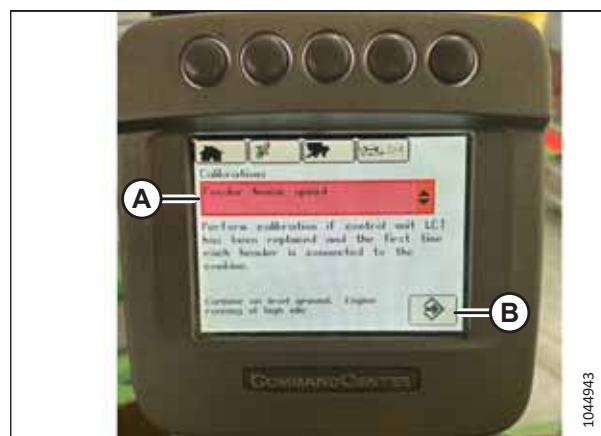 Calibrations
Feeder house speed
A
Perform calibration if control unit LC1
has been replaced and the first time
each header is connected to the
combine.
Combine on level ground. Engine
running at high idle
B
COMMANDCENTER
1044943